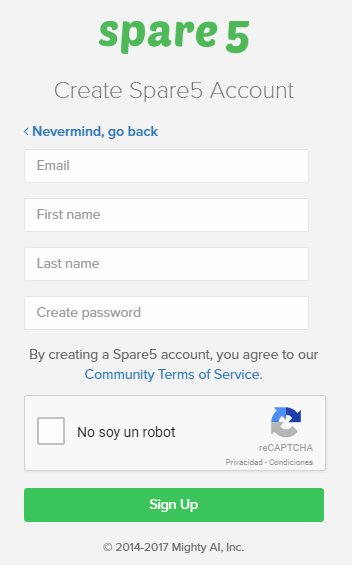 spare5
Create Spare5 Account
‹ Nevermind, go back
Email
First name
Last name
Create password
By creating a Spare5 account, you agree to our
Community Terms of Service.
No soy un robot
reCAPTCHA
Privacidad - Condiciones
Sign Up
© 2014-2017 Mighty AI, Inc.